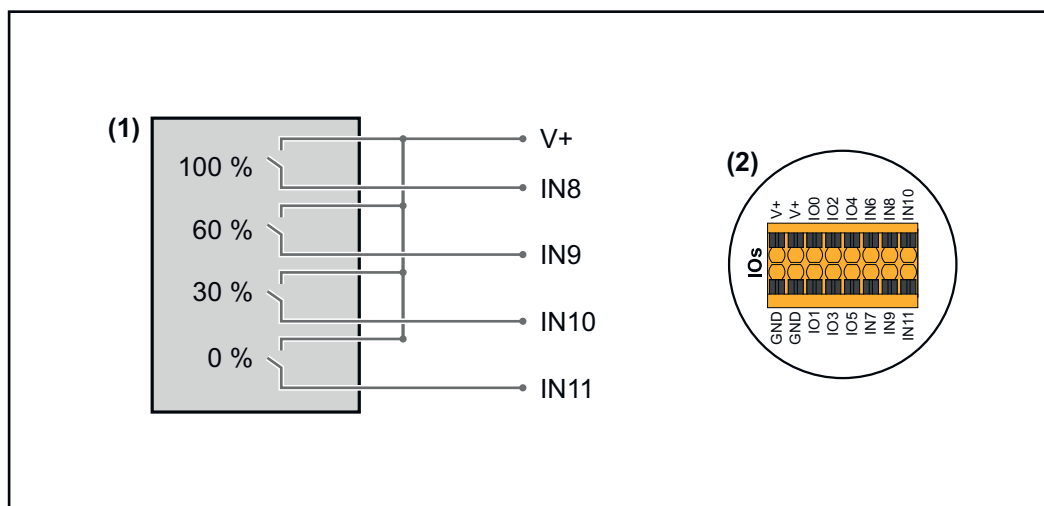 (1)
100 %
60 %
30 %
0 %
V+
IN8
IN9
IN10
IN11
(2)
V+ V+ IO0 IO2 IO4 IN6 IN8 IN10
IOs
GND GND IO1 IO3 IO5 IN7 IN9 IN11